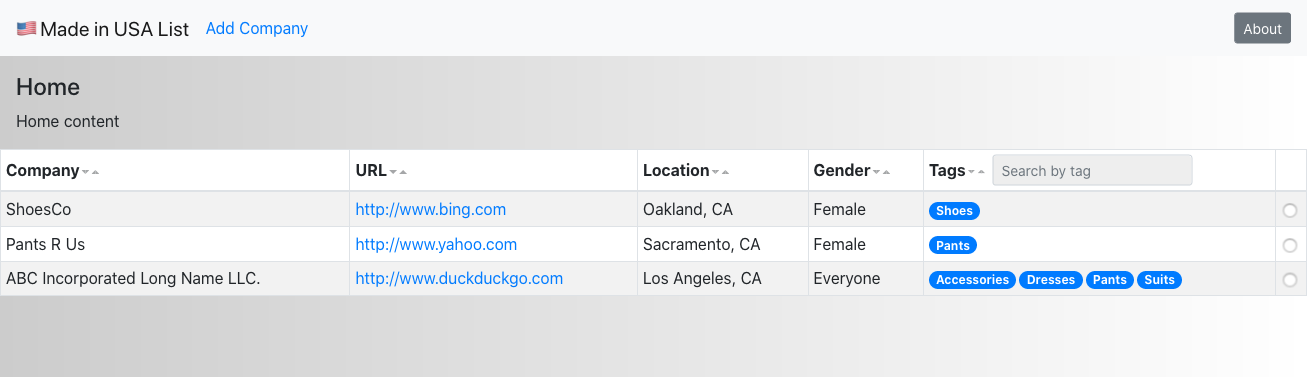 🇺🇸 Made in USA List Add Company About
Home
Home content
Company URL Location Gender Tags Search by tag
ShoesCo http://www.bing.com Oakland, CA Female Shoes
Pants R Us http://www.yahoo.com Sacramento, CA Female Pants
ABC Incorporated Long Name LLC. http://www.duckduckgo.com Los Angeles, CA Everyone Accessories Dresses Pants Suits